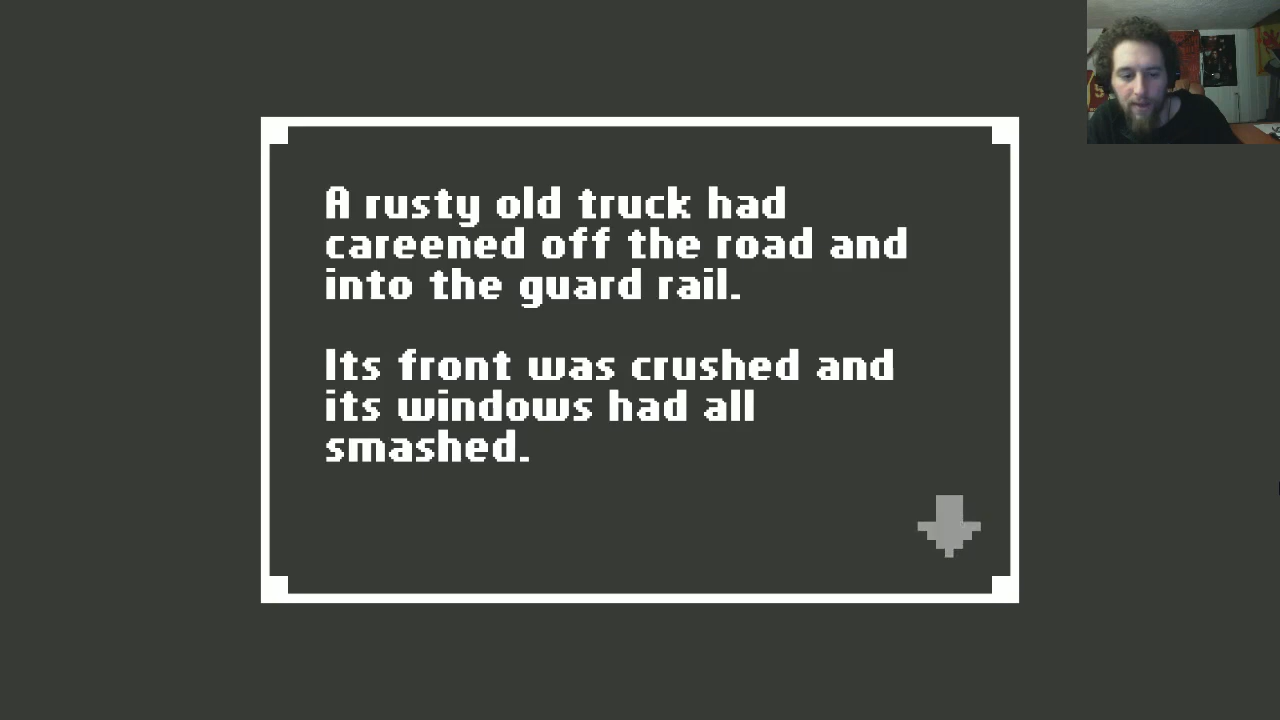 A rusty old truck had
careened off the road and
into the guard rail.
Its front was crushed and
its windows had all
smashed.